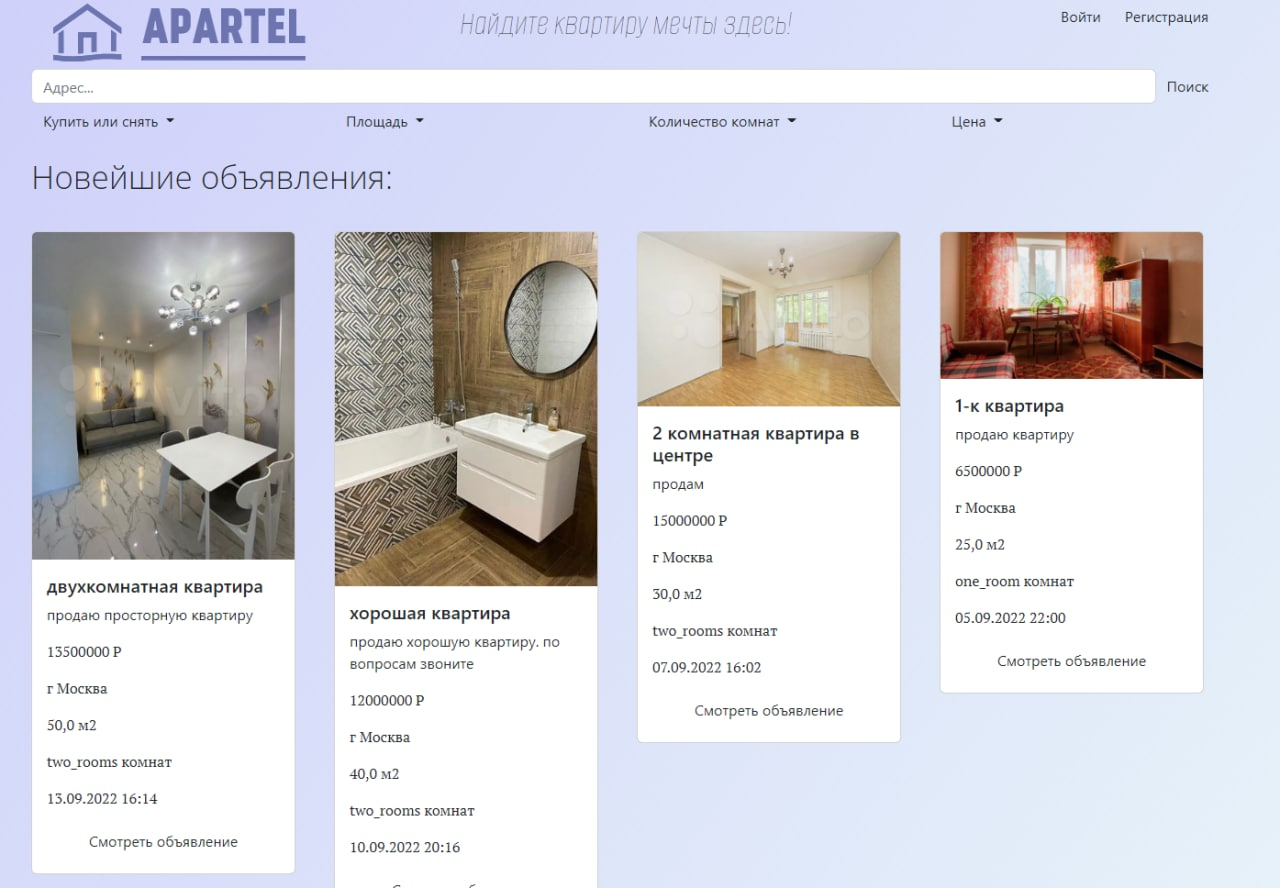 APARTEL
Найдите квартиру мечты здесь!
Войти
Регистрация
Адрес...
Поиск
Купить или снять
Площадь
Количество комнат
Цена
Новейшие объявления:
Avito
двухкомнатная квартира
продаю просторную квартиру
13500000 Р
г Москва
50,0 м2
two_rooms комнат
13.09.2022 16:14
Смотреть объявление
хорошая квартира
продаю хорошую квартиру. по
вопросам звоните
12000000 Р
г Москва
40,0 м2
two_rooms комнат
10.09.2022 20:16
Avito
2 комнатная квартира в
центре
продам
15000000 Р
г Москва
30,0 м2
two_rooms комнат
07.09.2022 16:02
Смотреть объявление
1-к квартира
продаю квартиру
6500000 Р
г Москва
25,0 м2
one_room комнат
05.09.2022 22:00
Смотреть объявление